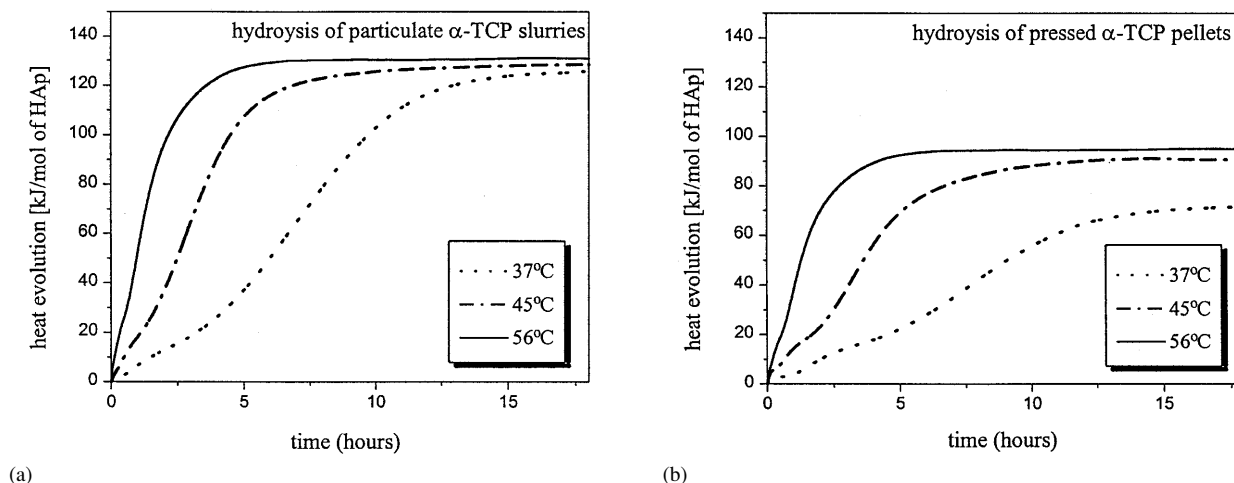 hydroysis of particulate α-TCP slurries
heat evolution [kJ/mol of HAp]
140
120
100
80
60
40
20
0
37ºC
45ºC
56ºC
0
5
10
15
time (hours)
(a)
hydroysis of pressed α-TCP pellets
heat evolution [kJ/mol of HAp]
140
120
100
80
60
40
20
0
37ºC
45ºC
56ºC
0
5
10
15
time (hours)
(b)